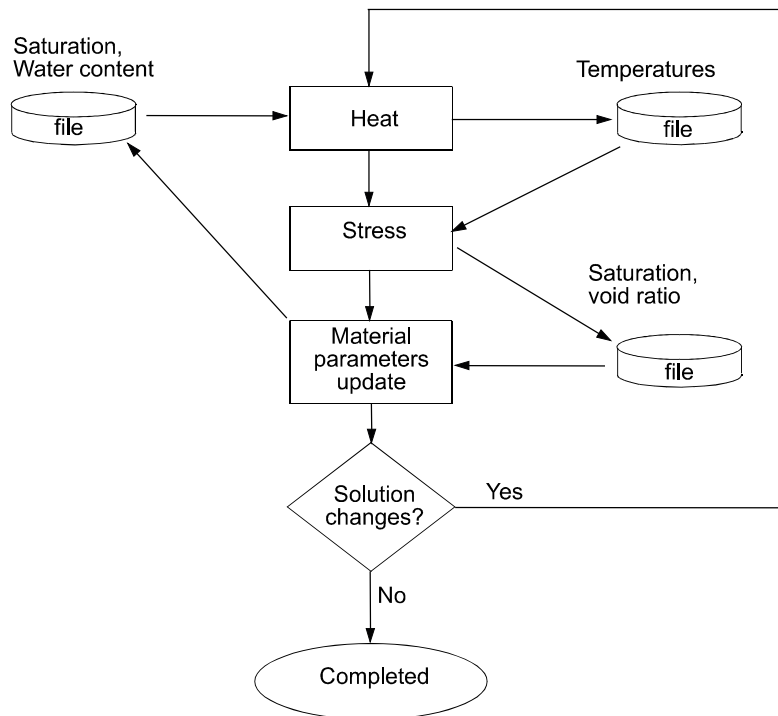 Saturation,
Water content
file
Heat
Temperatures
file
Stress
Saturation,
void ratio
file
Material
parameters
update
Solution
changes?
Yes
No
Completed